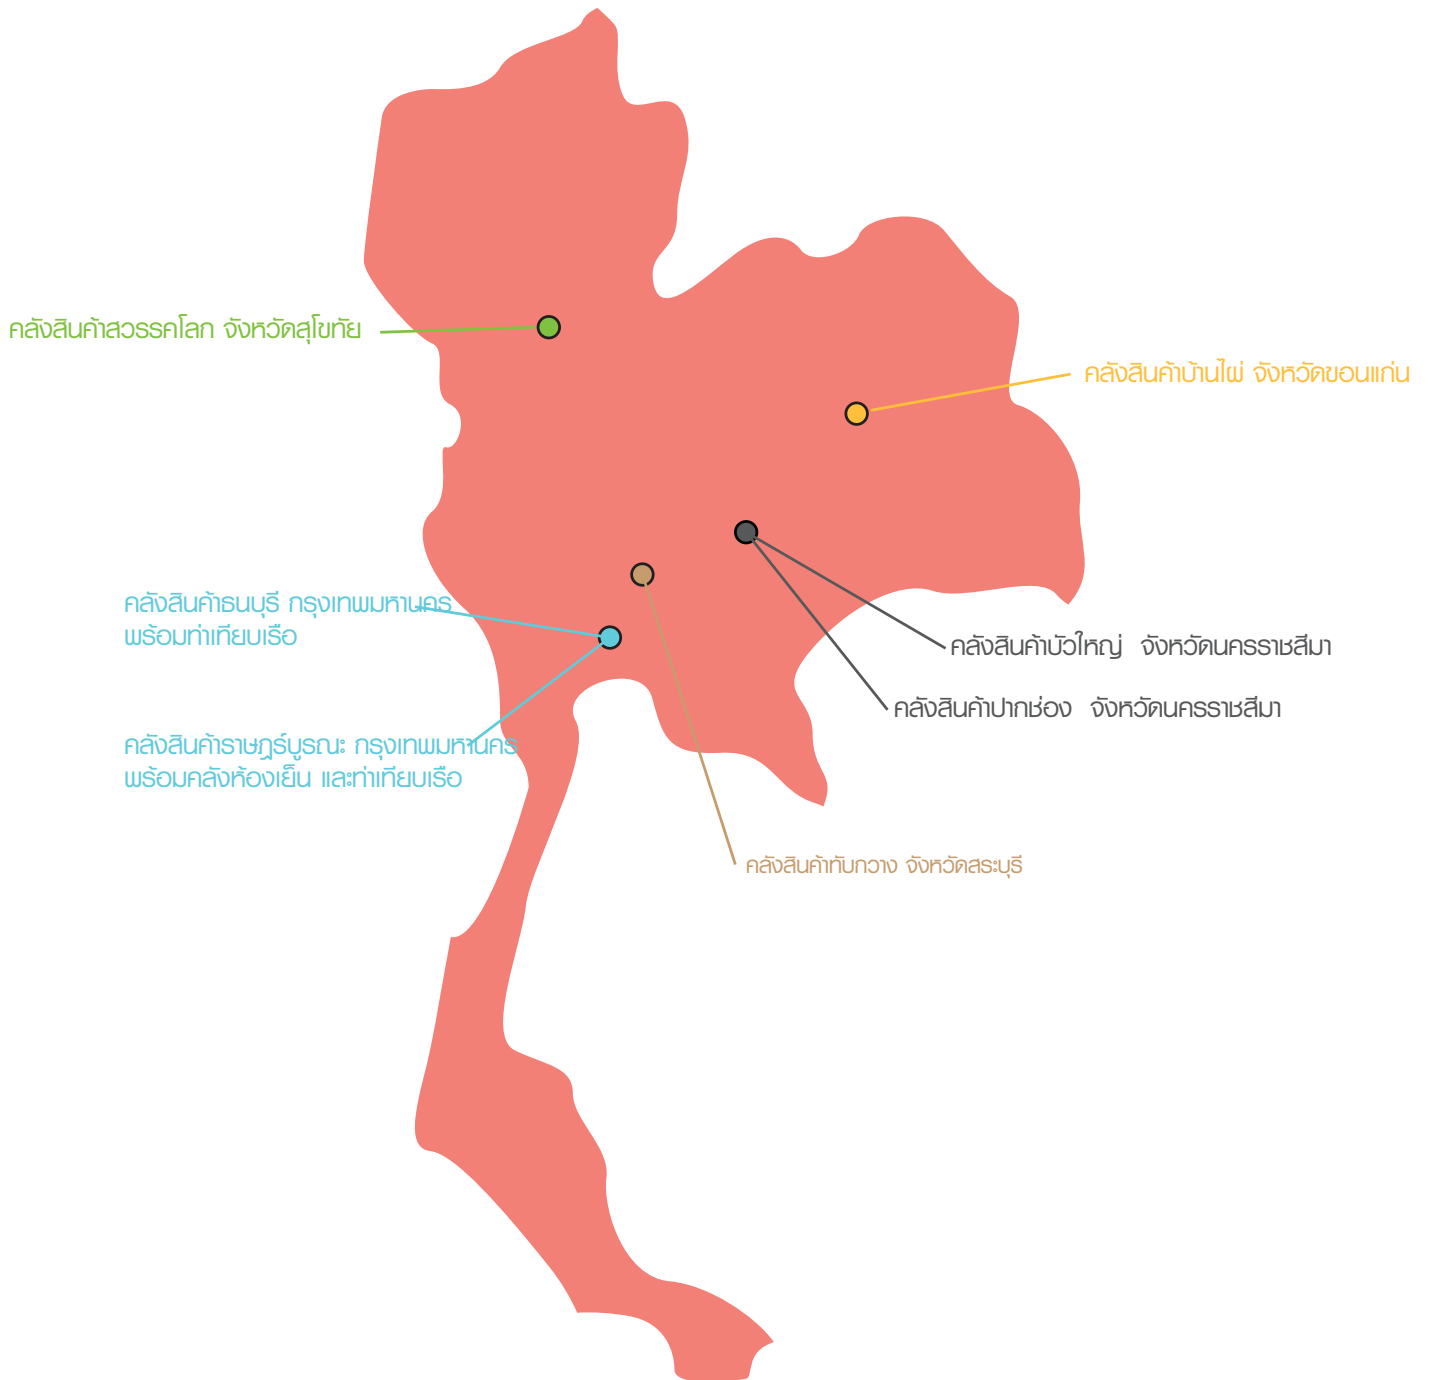 คลังสินค้าสวรรคโลก จังหวัดสุโขทัย
คลังสินค้าบ้านไผ่ จังหวัดขอนแก่น
คลังสินค้าธนบุรี กรุงเทพมหานคร
พร้อมท่าเทียบเรือ
คลังสินค้าบัวใหญ่ จังหวัดนครราชสีมา
คลังสินค้าปากช่อง จังหวัดนครราชสีมา
คลังสินค้าราษฎร์บูรณะ กรุงเทพมหานคร
พร้อมคลังห้องเย็น และท่าเทียบเรือ
คลังสินค้าทับกวาง จังหวัดสระบุรี